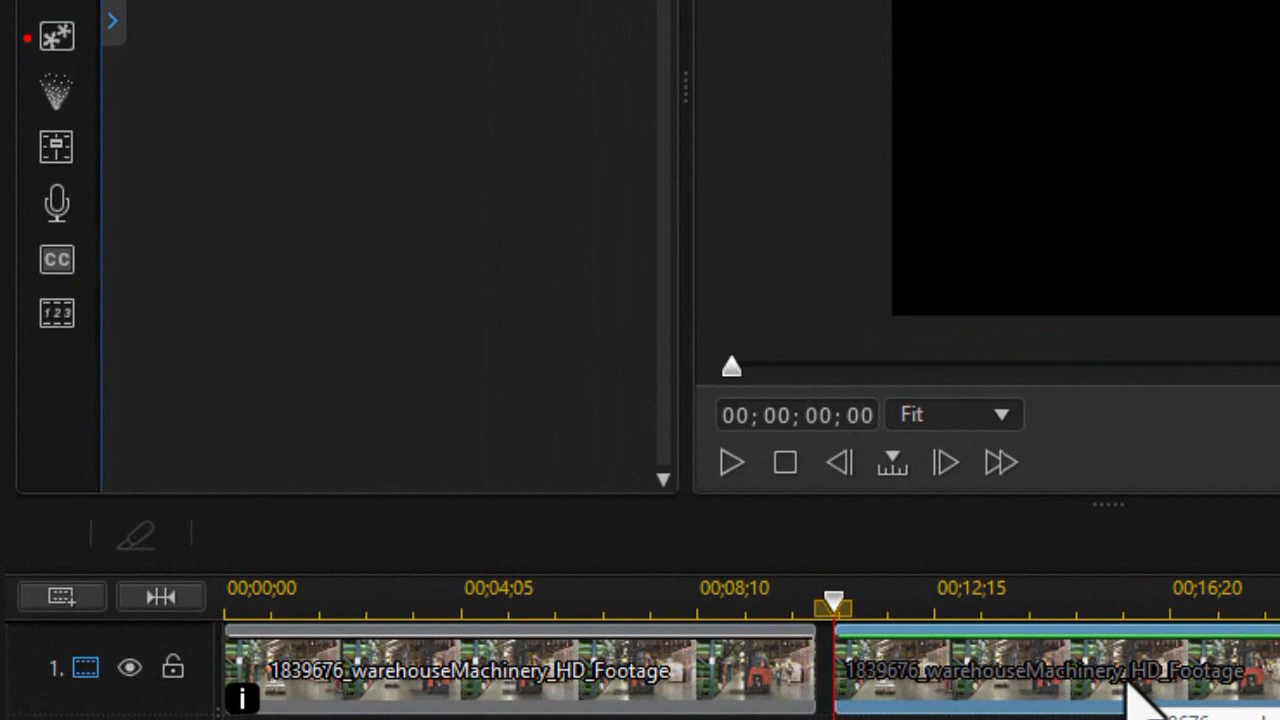 CC
123
00;00;00;00 Fit
00;00;00 00;04;05 00;08;10 00;12;15 00;16;20
1.
1839676_warehouseMachinery_HD_Footage 1839676_warehouseMachinery_HD_Footage
i